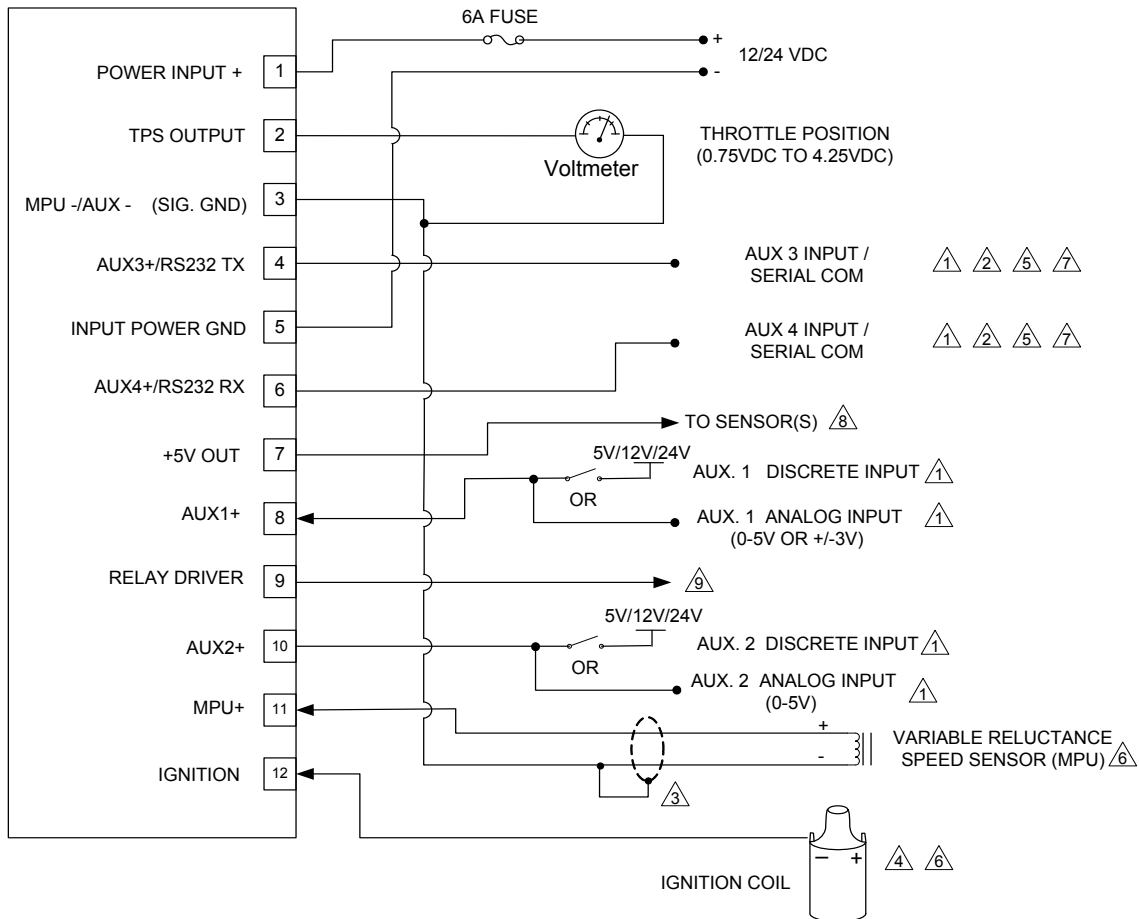 6A FUSE
+
12/24 VDC
-
POWER INPUT + 1
TPS OUTPUT 2
Voltmeter
THROTTLE POSITION
(0.75VDC TO 4.25VDC)
MPU -/AUX - (SIG. GND) 3
AUX3+/RS232 TX 4
AUX 3 INPUT /
SERIAL COM
1 2 5 7
INPUT POWER GND 5
AUX 4 INPUT /
SERIAL COM
1 2 5 7
AUX4+/RS232 RX 6
TO SENSOR(S) 8
+5V OUT 7
5V/12V/24V
OR
AUX. 1 DISCRETE INPUT 1
AUX1+ 8
AUX. 1 ANALOG INPUT 1
(0-5V OR +/-3V)
RELAY DRIVER 9
9
5V/12V/24V
OR
AUX2+ 10
AUX. 2 DISCRETE INPUT 1
AUX. 2 ANALOG INPUT 1
(0-5V)
MPU+ 11
+
-
VARIABLE RELUCTANCE
SPEED SENSOR (MPU) 6
IGNITION 12
3
- +
4 6
IGNITION COIL